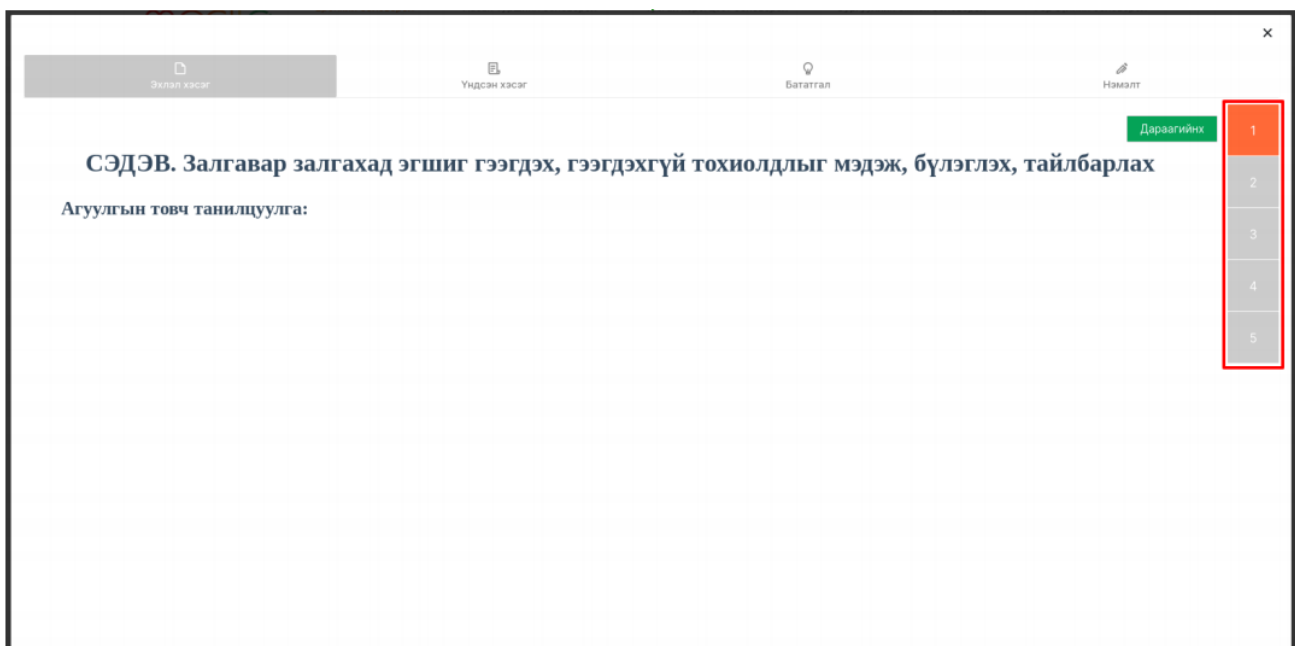 ×
Эхлэл хэсэг
Үндсэн хэсэг
Бататгал
Нэмэлт
Дараагийнх
1
СЭДЭВ. Залгавар залгахад эгшиг гээгдэх, гээгдэхгүй тохиолдлыг мэдэж, бүлэглэх, тайлбарлах
2
Агуулгын товч танилцуулга:
3
4
5